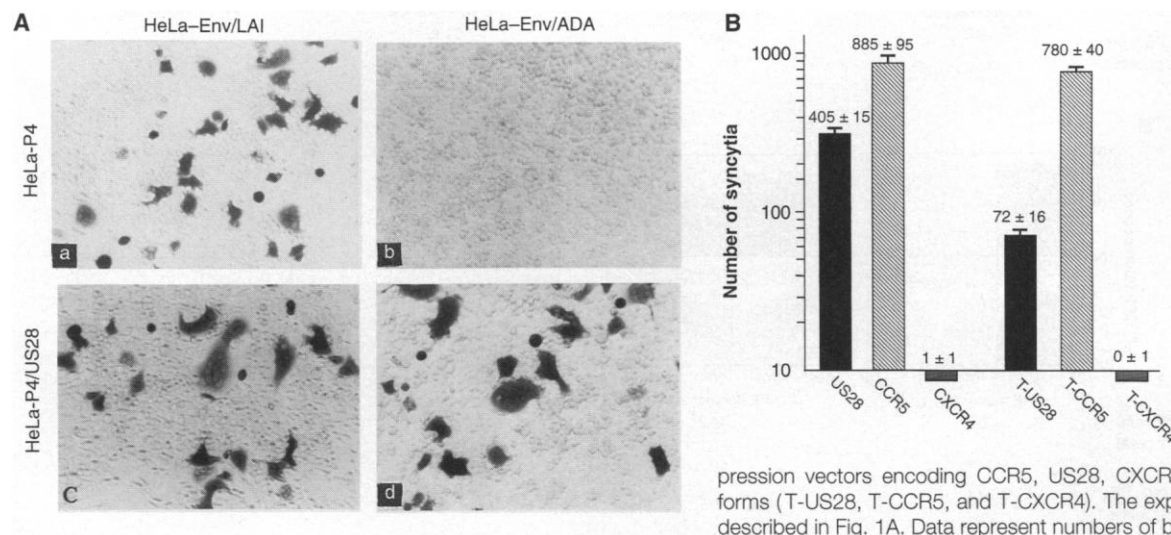 A
HeLa–Env/LAI
HeLa–Env/ADA
HeLa-P4
a
b
HeLa-P4/US28
C
d
B
Number of syncytia
1000
100
10
885 ± 95
780 ± 40
405 ± 15
72 ± 16
1 ± 1
0 ± 1
US28
CCR5
CXCR4
T-US28
T-CCR5
T-CXCR4
pression vectors encoding CCR5, US28, CXCR
forms (T-US28, T-CCR5, and T-CXCR4). The exp
described in Fig. 1A. Data represent numbers of b